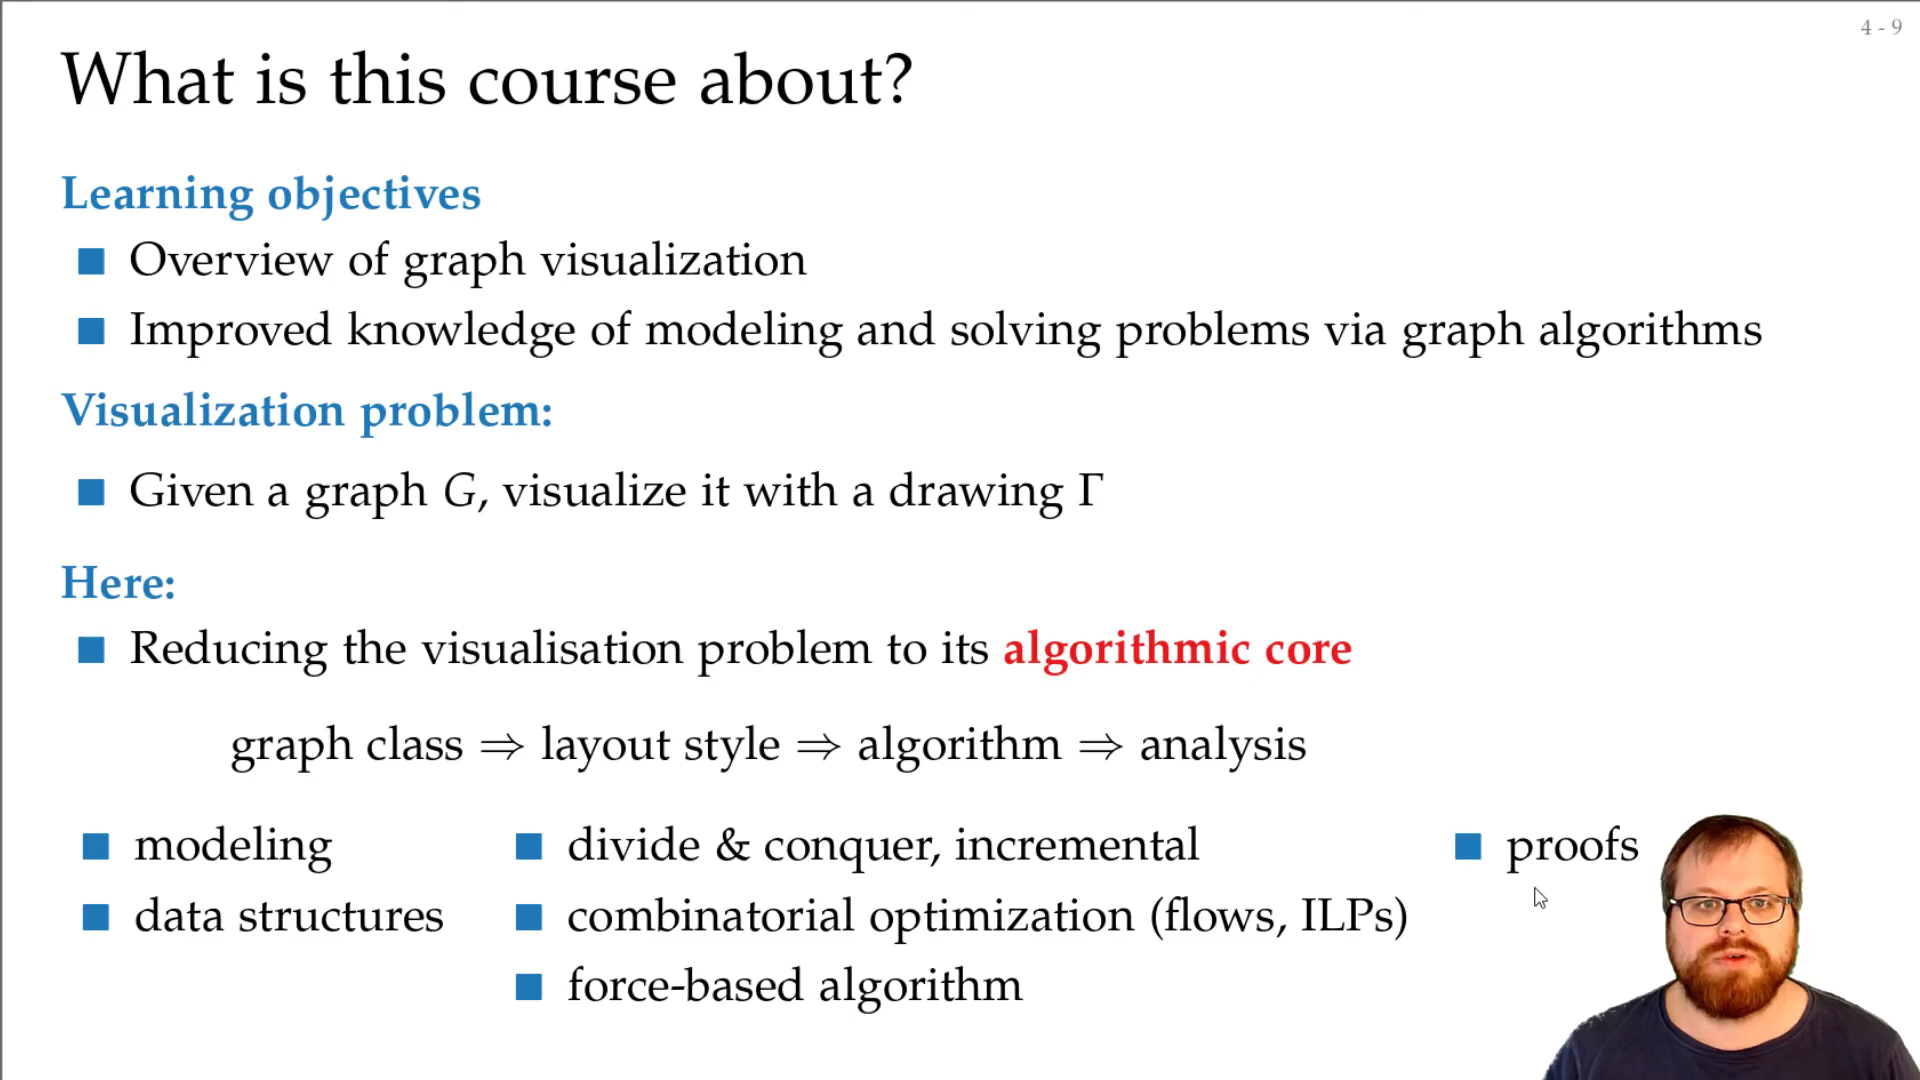 4 - 9
What is this course about?
Learning objectives
Overview of graph visualization
Improved knowledge of modeling and solving problems via graph algorithms
Visualization problem:
Given a graph G, visualize it with a drawing Γ
Here:
Reducing the visualisation problem to its algorithmic core
graph class ⇒ layout style ⇒ algorithm ⇒ analysis
modeling
data structures
divide & conquer, incremental
combinatorial optimization (flows, ILPs)
force-based algorithm
proofs